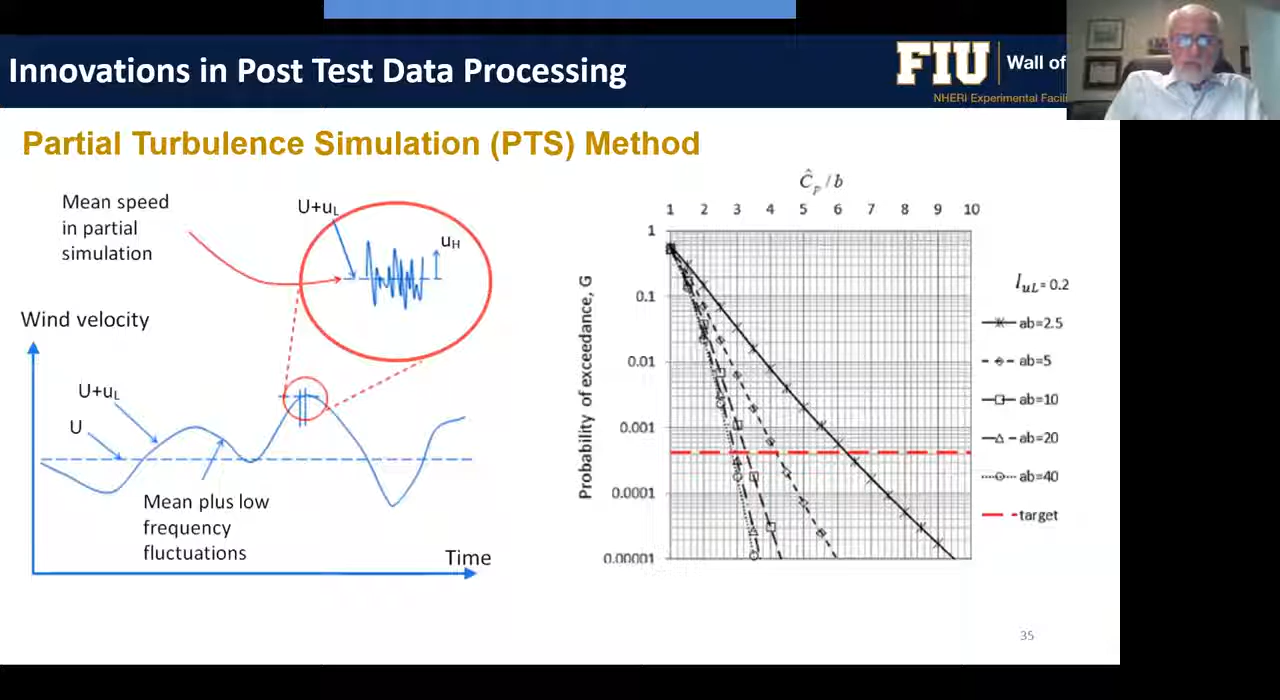 Innovations in Post Test Data Processing
FIU
Wall of
NHERI Experimental Facili
Partial Turbulence Simulation (PTS) Method
Mean speed
in partial
simulation
U+uL
uH
Wind velocity
U+uL
U
Mean plus low
frequency
fluctuations
Time
Ĉp/b
1 2 3 4 5 6 7 8 9 10
1
0.1
0.01
0.001
0.0001
0.00001
Probability of exceedance, G
IuL= 0.2
ab=2.5
ab=5
ab=10
ab=20
ab=40
target
35